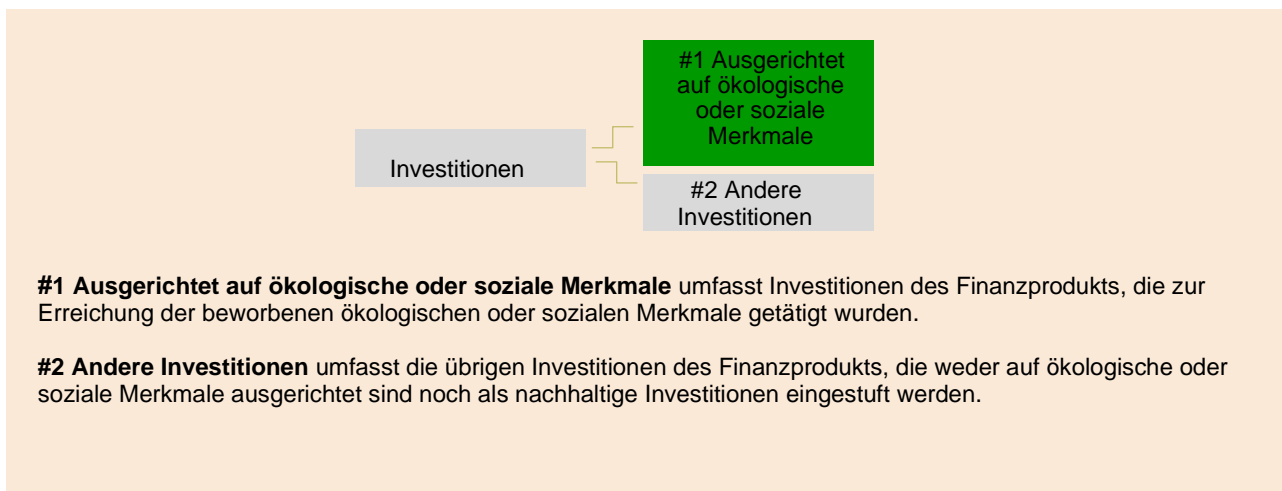 #1 Ausgerichtet
auf ökologische
oder soziale
Merkmale
Investitionen
#2 Andere
Investitionen
#1 Ausgerichtet auf ökologische oder soziale Merkmale umfasst Investitionen des Finanzprodukts, die zur
Erreichung der beworbenen ökologischen oder sozialen Merkmale getätigt wurden.
#2 Andere Investitionen umfasst die übrigen Investitionen des Finanzprodukts, die weder auf ökologische oder
soziale Merkmale ausgerichtet sind noch als nachhaltige Investitionen eingestuft werden.